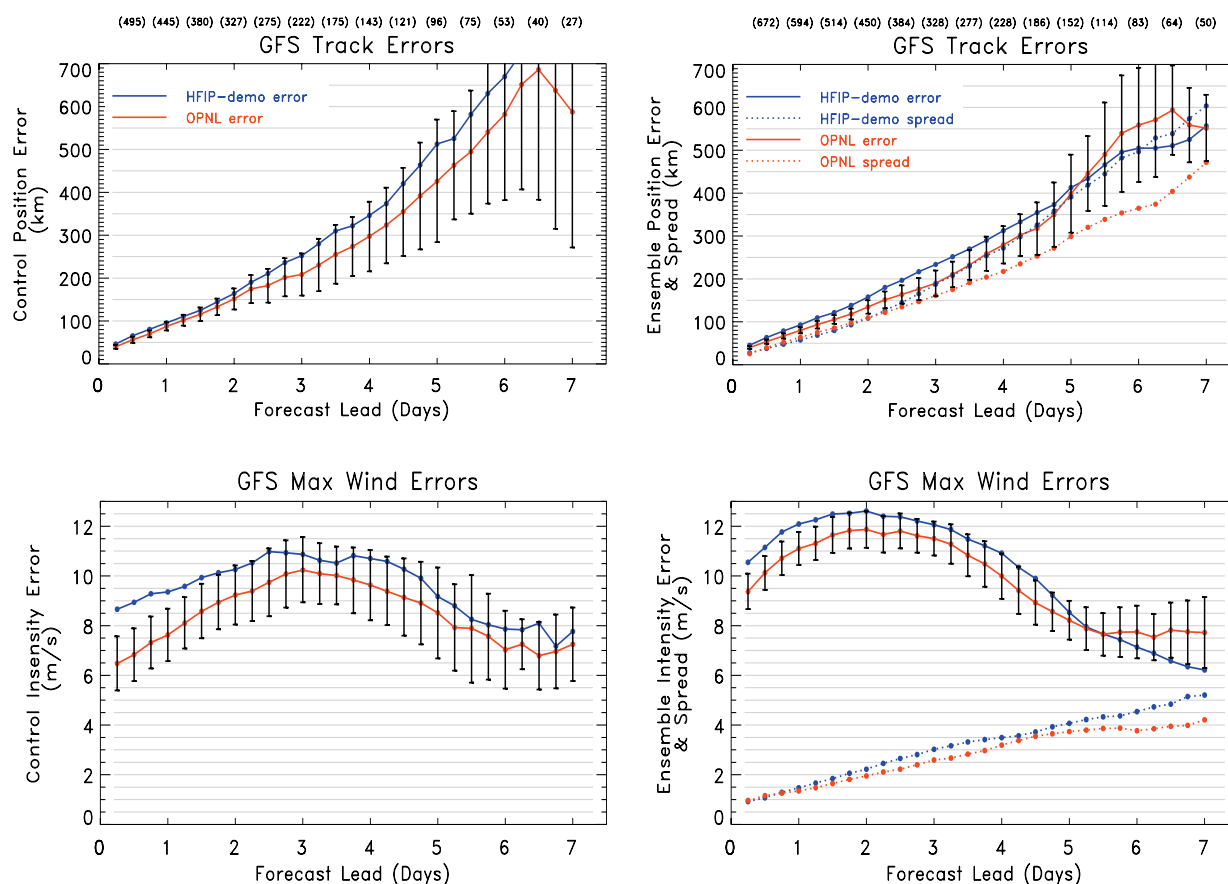 (495) (445) (380) (327) (275) (222) (175) (143) (121) (96) (75) (53) (40) (27)
GFS Track Errors
700
600
500
400
300
200
100
0
HFIP-demo error
OPNL error
Control Position Error
(km)
0 1 2 3 4 5 6 7
Forecast Lead (Days)
(672) (594) (514) (450) (384) (328) (277) (228) (186) (152) (114) (83) (64) (50)
GFS Track Errors
700
600
500
400
300
200
100
0
HFIP-demo error
HFIP-demo spread
OPNL error
OPNL spread
Ensemble Position Error
& Spread (km)
0 1 2 3 4 5 6 7
Forecast Lead (Days)
GFS Max Wind Errors
12
10
8
6
4
2
0
Control Insensity Error
(m/s)
0 1 2 3 4 5 6 7
Forecast Lead (Days)
GFS Max Wind Errors
12
10
8
6
4
2
0
Ensemble Intensity Error
& Spread (m/s)
0 1 2 3 4 5 6 7
Forecast Lead (Days)